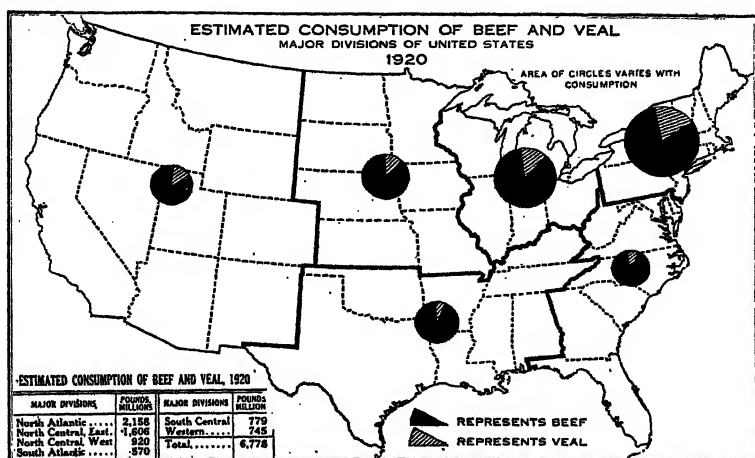 ESTIMATED CONSUMPTION OF BEEF AND VEAL
MAJOR DIVISIONS OF UNITED STATES
1920
AREA OF CIRCLES VARIES WITH
CONSUMPTION
ESTIMATED CONSUMPTION OF BEEF AND VEAL, 1920
MAJOR DIVISIONS POUNDS, MILLIONS MAJOR DIVISIONS POUNDS MILLION
North Atlantic ..... 2,158 South Central 779
North Central, East. 1,606 Western ..... 745
North Central West 920 Total, ........ 6,778
South Atlantic ..... 570
REPRESENTS BEEF
REPRESENTS VEAL